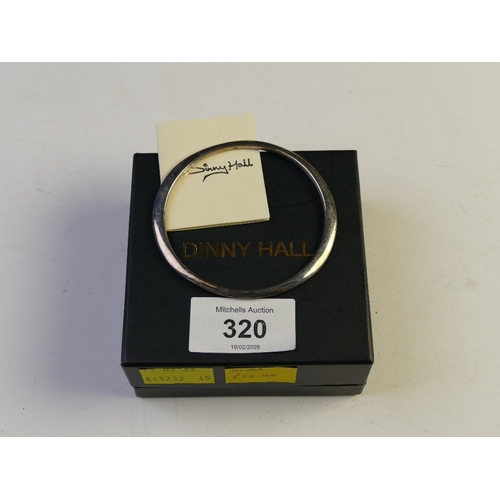 Dinny Hall
DINNY HALL
Mitchells Auction
320
19/02/2026